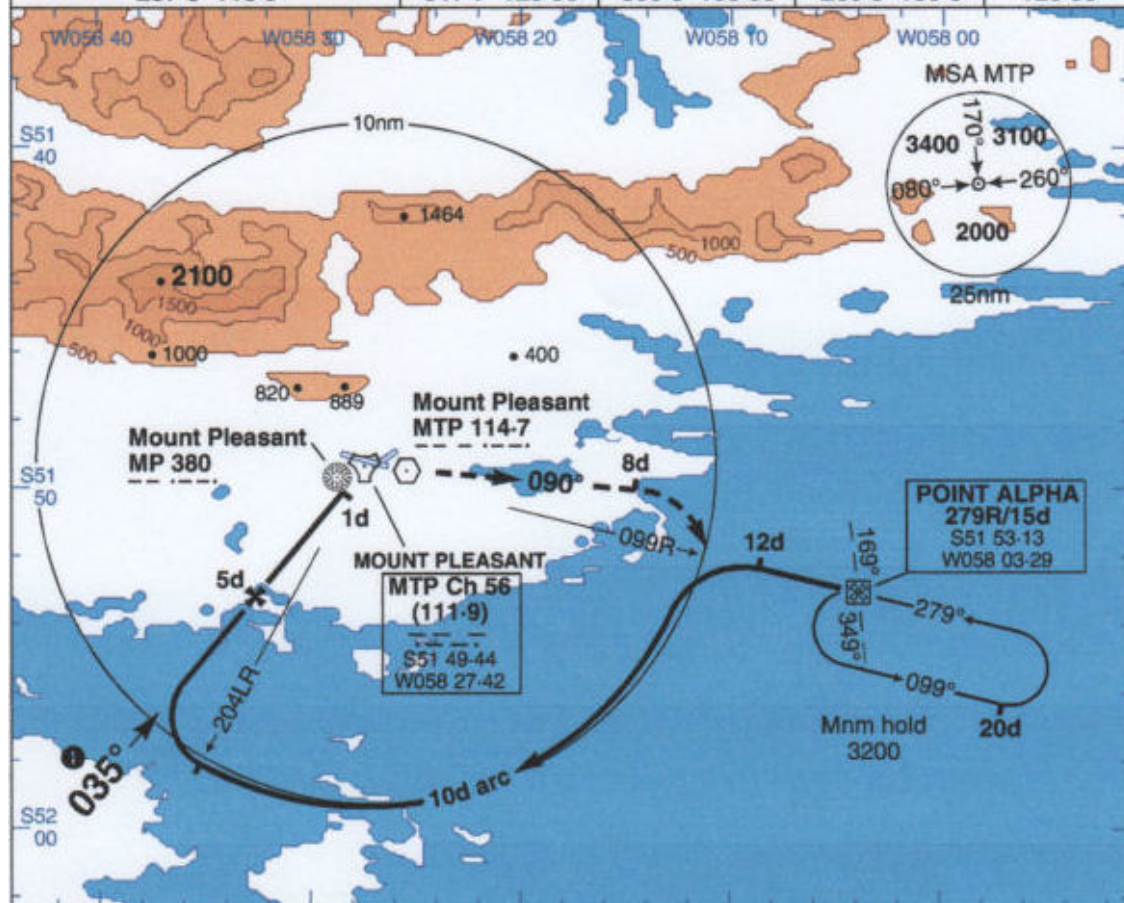 W058 40
W058 30
W058 20
W058 10
W058 00
MSA MTP
170°
3400
3100
080°
260°
2000
25nm
S51
40
10nm
1464
1000
500
2100
1500
1000
500
1000
400
820
889
Mount Pleasant
MTP 114·7
Mount Pleasant
MP 380
S51
50
090°
8d
1d
099R
12d
POINT ALPHA
279R/15d
S51 53·13
W058 03·29
MOUNT PLEASANT
MTP Ch 56
(111·9)
S51 49·44
W058 27·42
5d
169°
349°
279°
099°
20d
Mnm hold
3200
204LR
035°
10d arc
S52
00